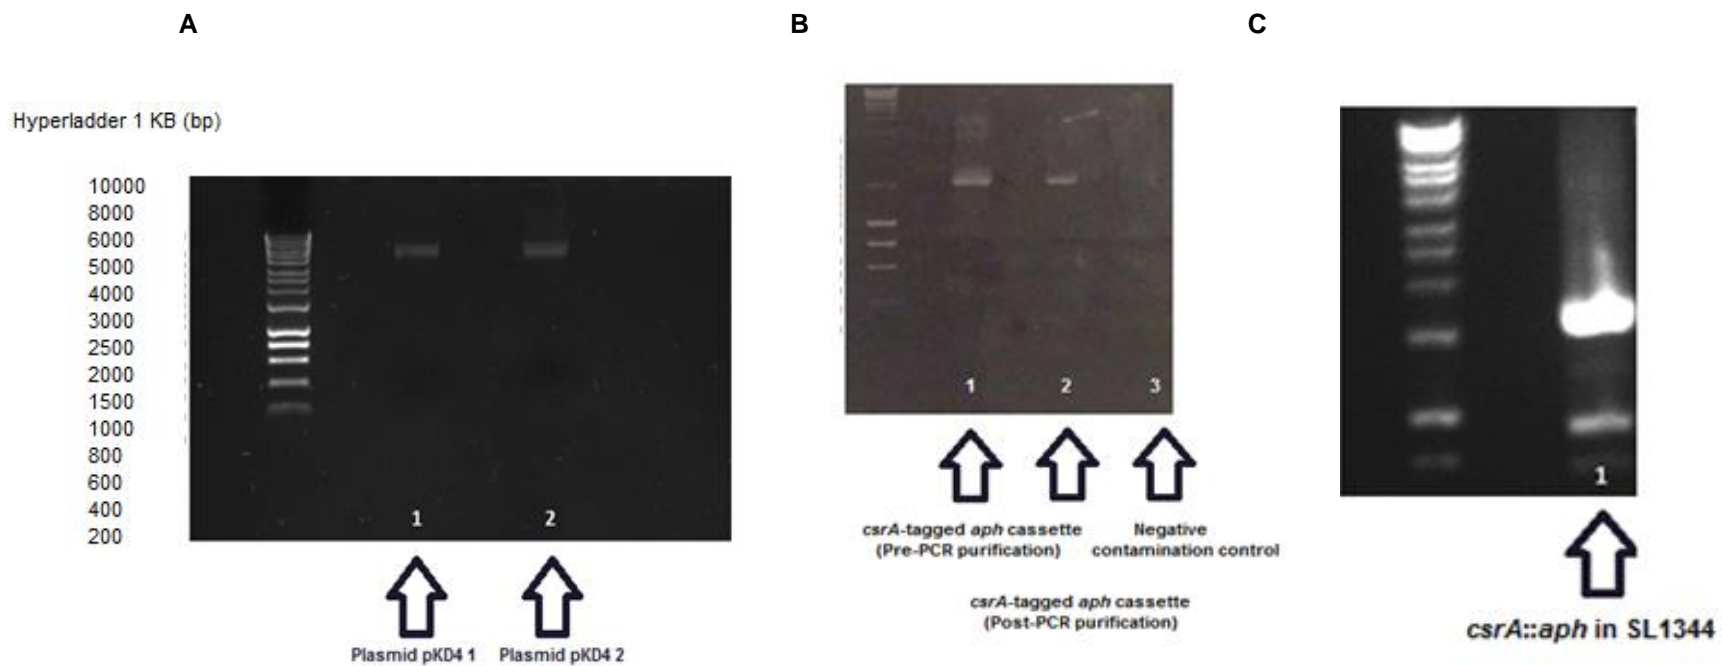 A
B
C
Hyperladder 1 KB (bp)
10000
8000
6000
5000
4000
3000
2500
2000
1500
1000
800
600
400
200
1
2
Plasmid pKD4 1
Plasmid pKD4 2
1
2
3
csrA-tagged aph cassette
(Pre-PCR purification)
Negative
contamination control
csrA-tagged aph cassette
(Post-PCR purification)
1
csrA::aph in SL1344